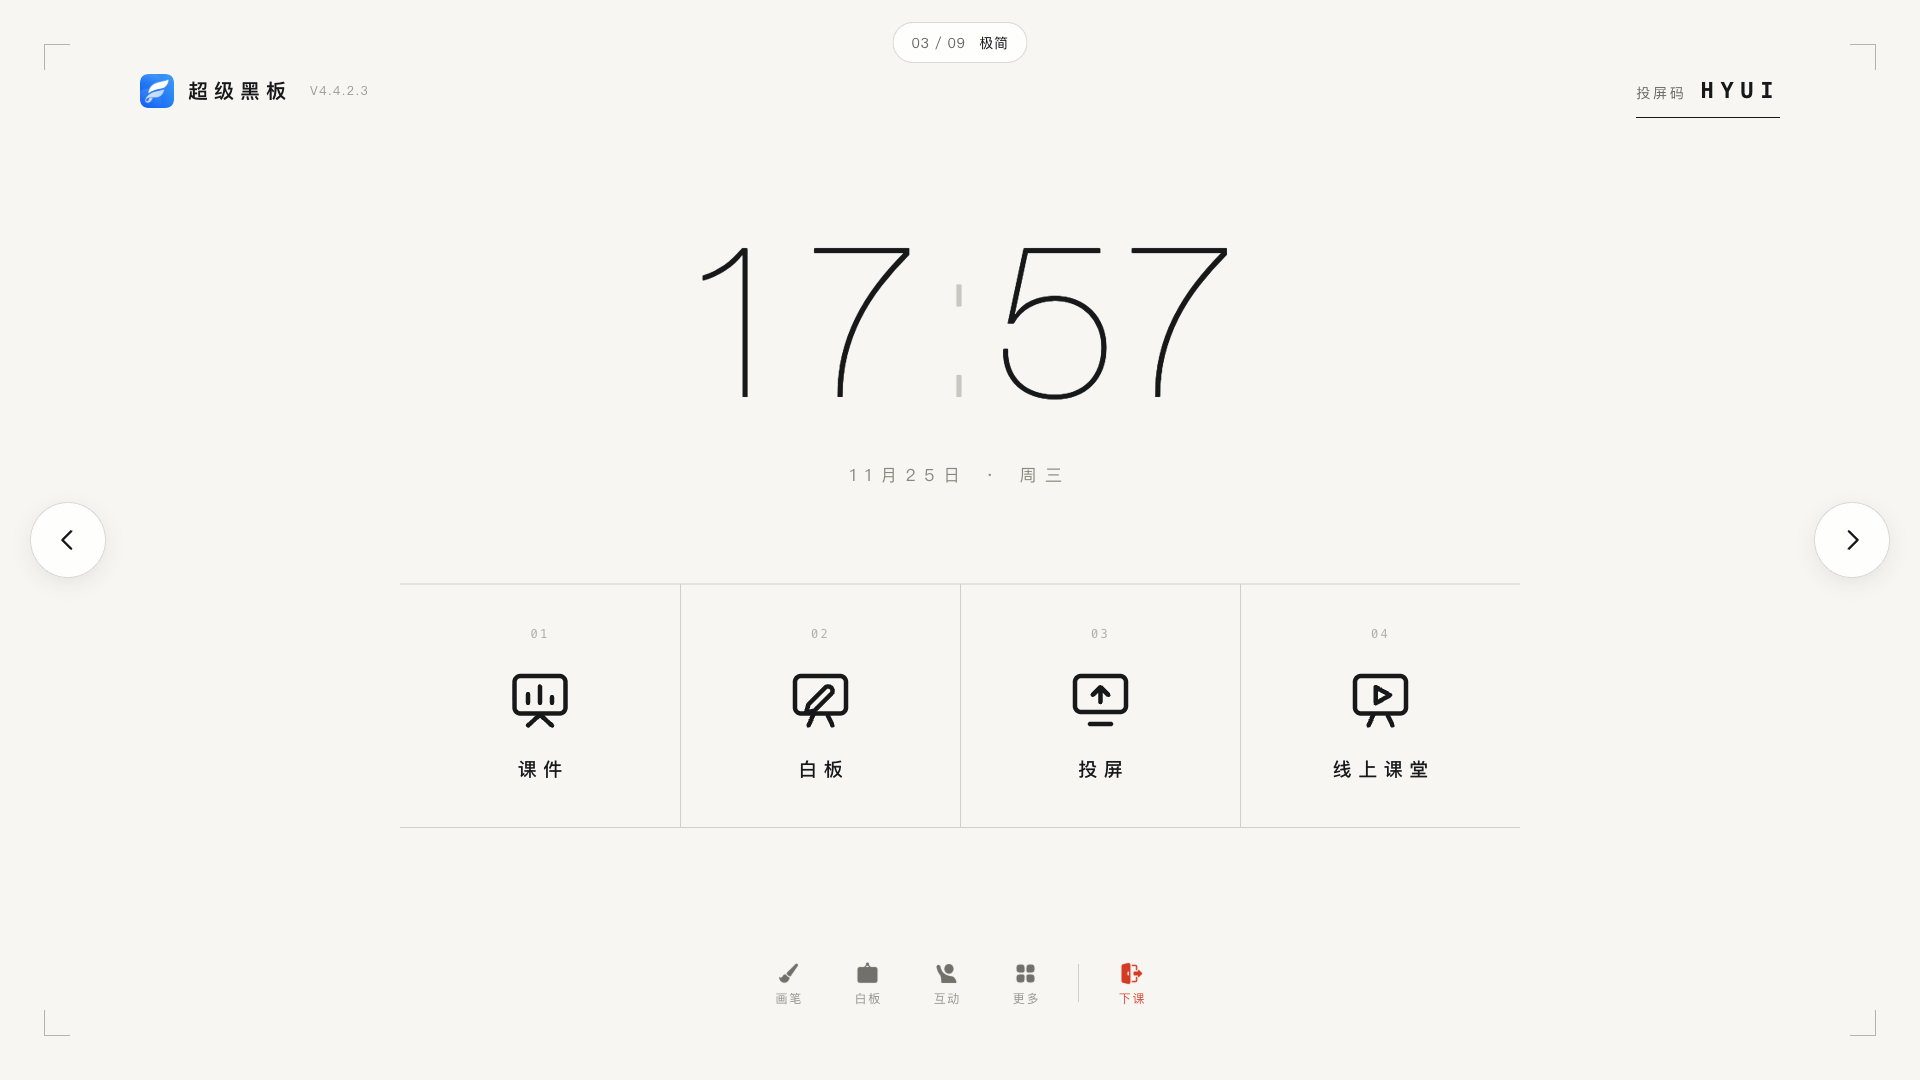 03 / 09 极简
超级黑板 V4.4.2.3
投屏码 HYUI
17:57
11月25日 · 周三
01
课件
02
白板
03
投屏
04
线上课堂
画笔
白板
互动
更多
下课